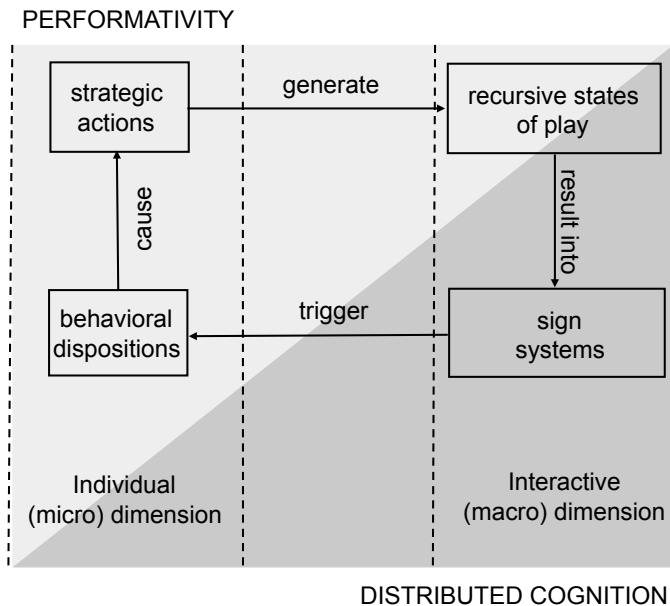 PERFORMATIVITY
strategic
actions
generate
recursive states
of play
cause
result into
behavioral
dispositions
trigger
sign
systems
Individual
(micro) dimension
Interactive
(macro) dimension
DISTRIBUTED COGNITION